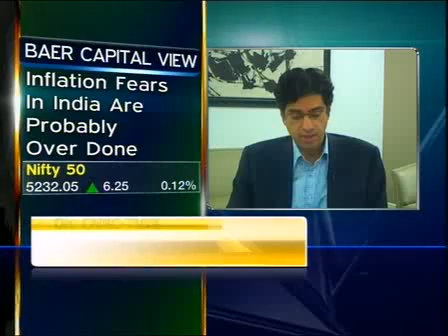 BAER CAPITAL VIEW
Inflation Fears
In India Are
Probably
Over Done
Nifty 50
5232.05 ▲ 6.25 0.12%